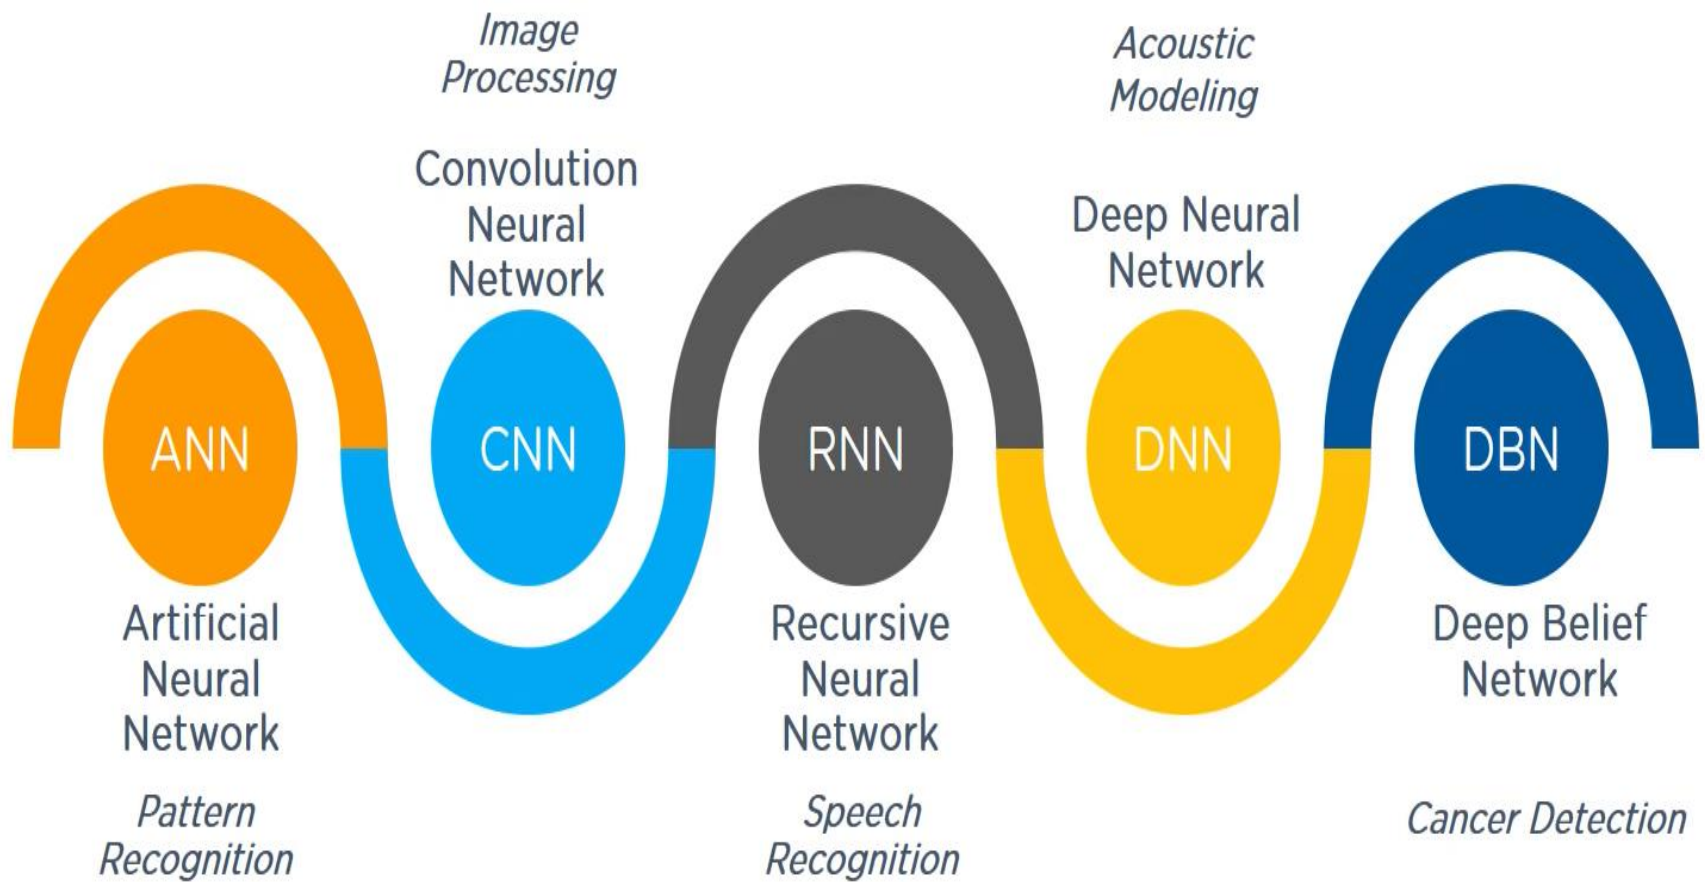 Image
Processing
Convolution
Neural
Network
Acoustic
Modeling
Deep Neural
Network
ANN
CNN
RNN
DNN
DBN
Artificial
Neural
Network
Pattern
Recognition
Recursive
Neural
Network
Speech
Recognition
Deep Belief
Network
Cancer Detection